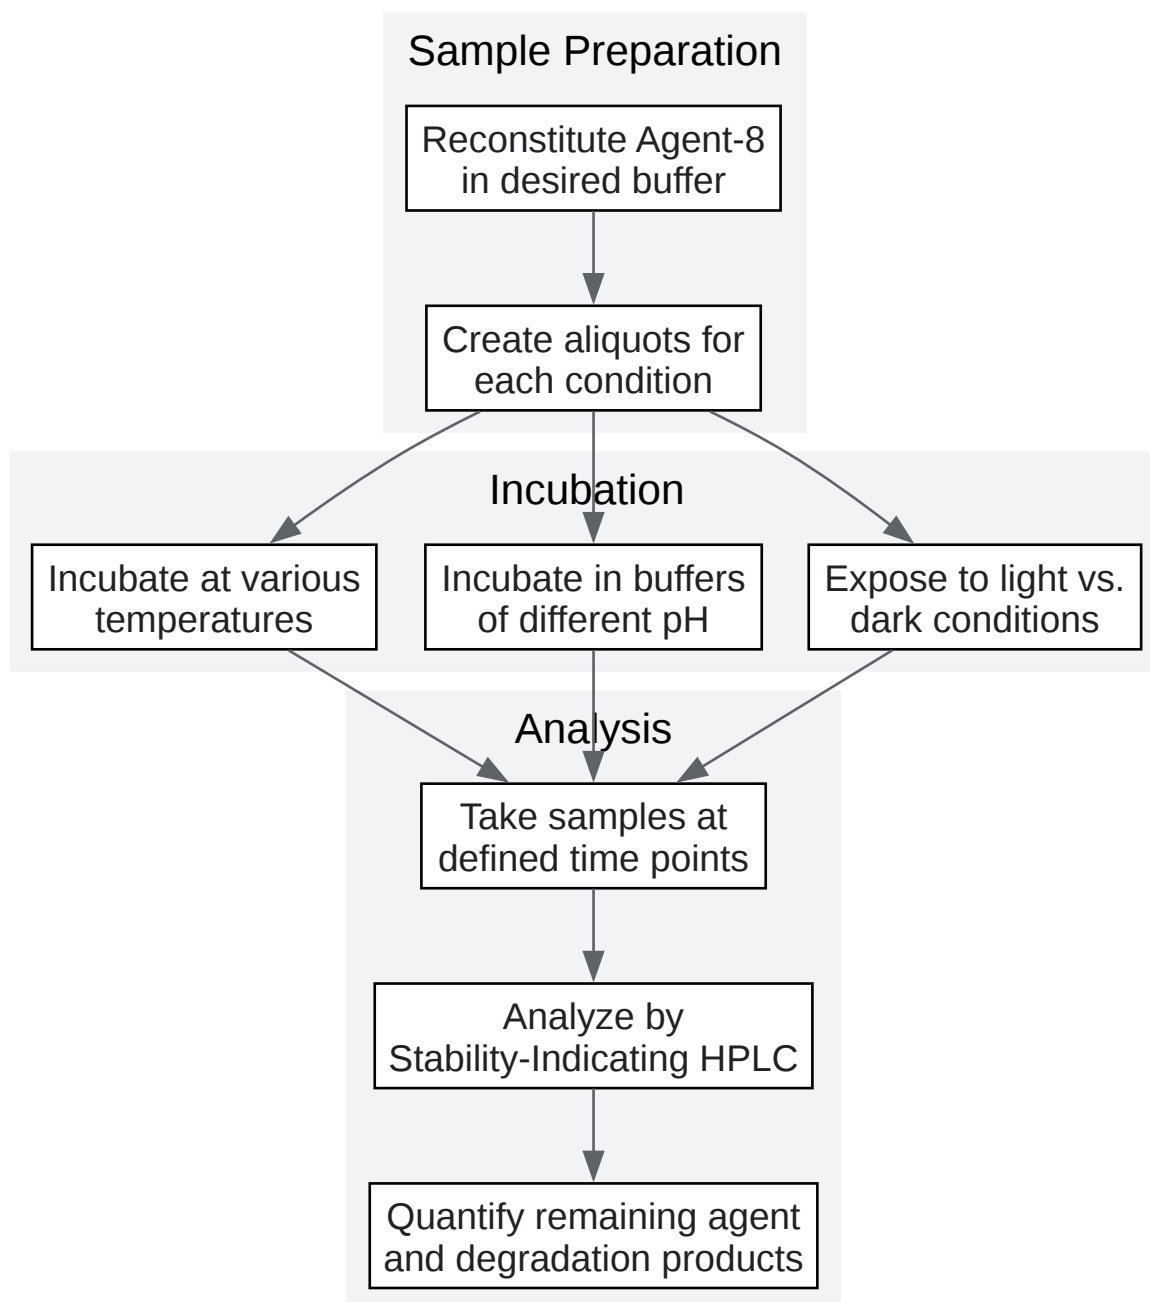 Sample Preparation
Reconstitute Agent-8
in desired buffer
Create aliquots for
each condition
Incubation
Incubate at various
temperatures
Incubate in buffers
of different pH
Expose to light vs.
dark conditions
Analysis
Take samples at
defined time points
Analyze by
Stability-Indicating HPLC
Quantify remaining agent
and degradation products